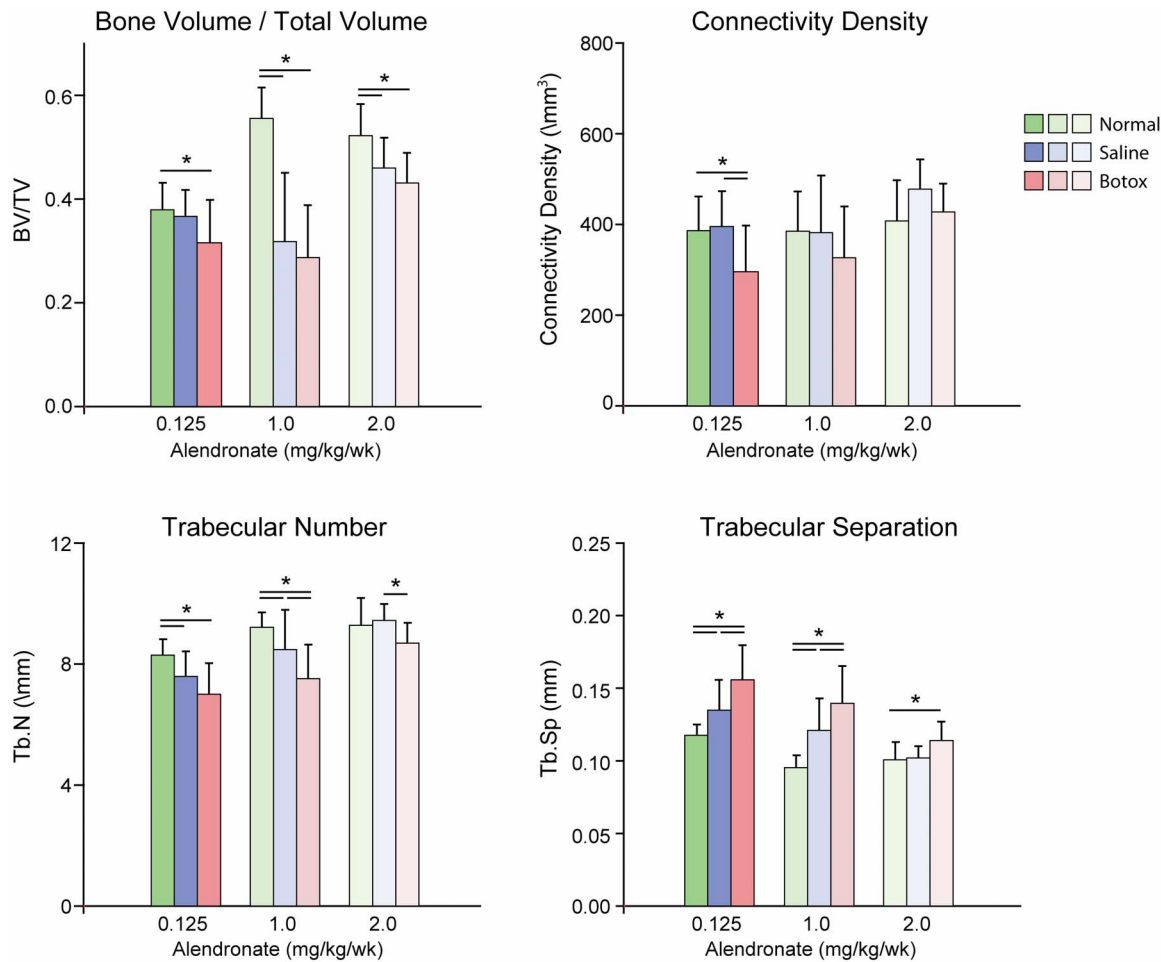 Bone Volume / Total Volume
BV/TV
0.6
0.4
0.2
0.0
*
*
*
0.125
1.0
2.0
Alendronate (mg/kg/wk)
Connectivity Density
Connectivity Density (\mm³)
800
600
400
200
0
*
0.125
1.0
2.0
Alendronate (mg/kg/wk)
Normal
Saline
Botox
Trabecular Number
Tb.N (\mm)
12
8
4
0
*
*
*
0.125
1.0
2.0
Alendronate (mg/kg/wk)
Trabecular Separation
Tb.Sp (mm)
0.25
0.20
0.15
0.10
0.05
0.00
*
*
*
0.125
1.0
2.0
Alendronate (mg/kg/wk)